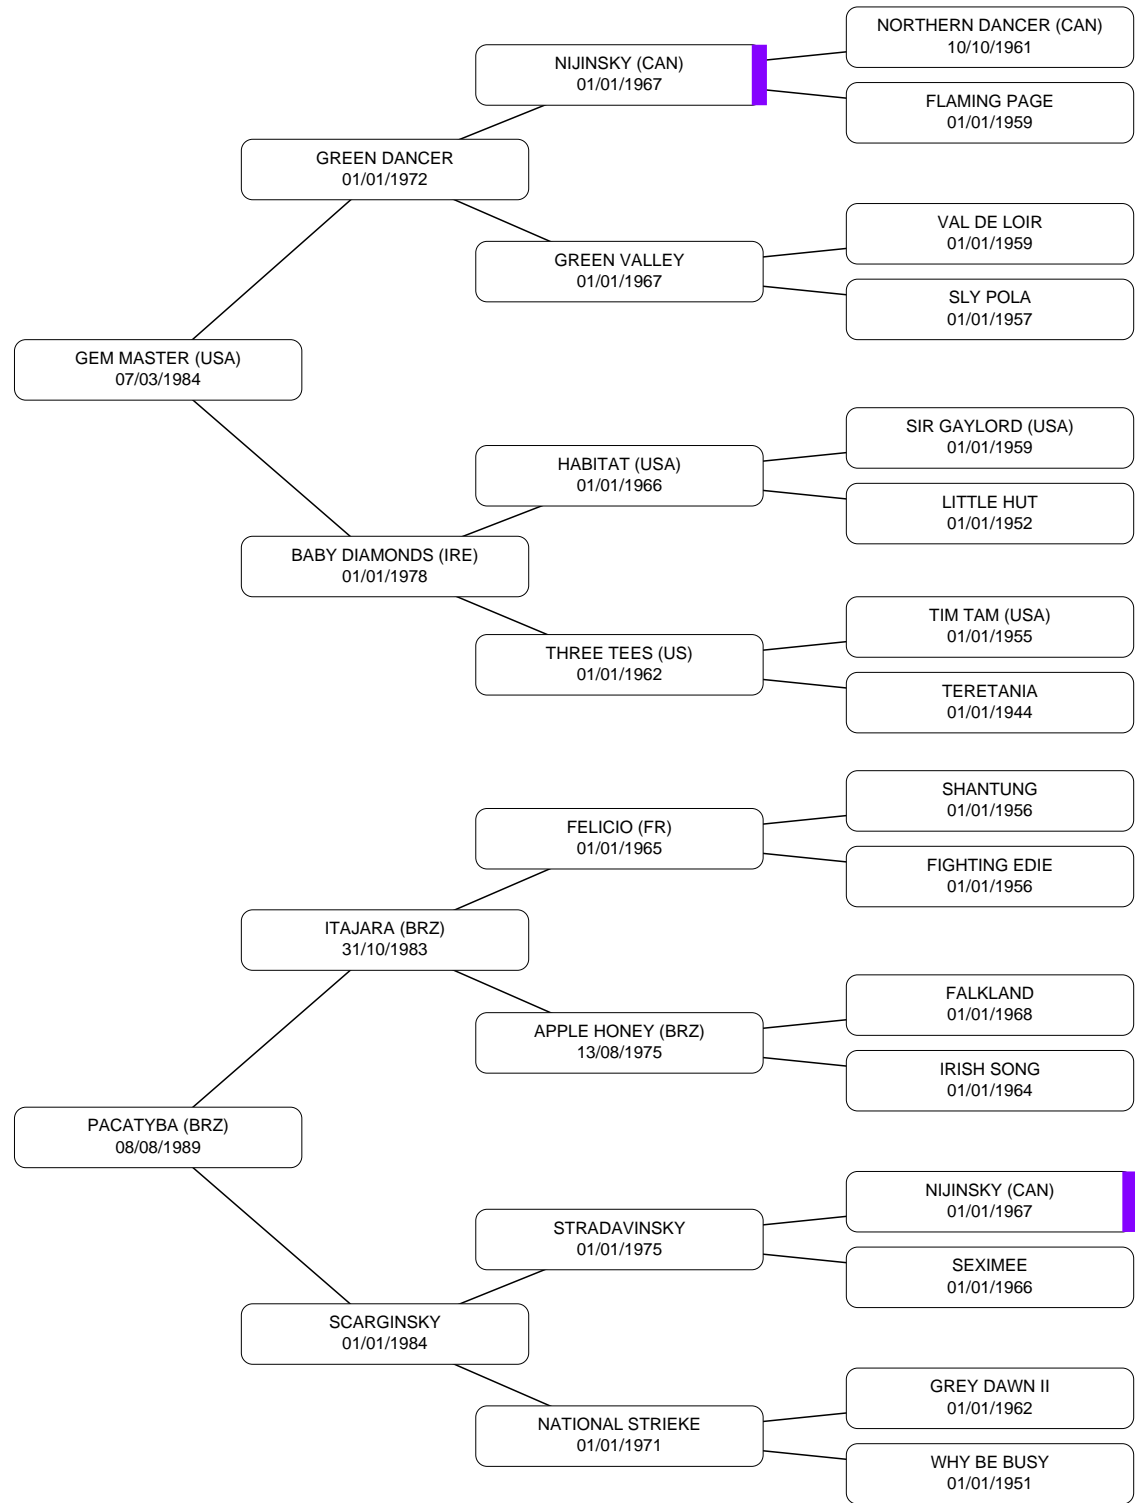 NORTHERN DANCER (CAN)
10/10/1961
NIJINSKY (CAN)
01/01/1967
FLAMING PAGE
01/01/1959
GREEN DANCER
01/01/1972
VAL DE LOIR
01/01/1959
GREEN VALLEY
01/01/1967
SLY POLA
01/01/1957
GEM MASTER (USA)
07/03/1984
SIR GAYLORD (USA)
01/01/1959
HABITAT (USA)
01/01/1966
LITTLE HUT
01/01/1952
BABY DIAMONDS (IRE)
01/01/1978
TIM TAM (USA)
01/01/1955
THREE TEES (US)
01/01/1962
TERETANIA
01/01/1944
SHANTUNG
01/01/1956
FELICIO (FR)
01/01/1965
FIGHTING EDIE
01/01/1956
ITAJARA (BRZ)
31/10/1983
FALKLAND
01/01/1968
APPLE HONEY (BRZ)
13/08/1975
IRISH SONG
01/01/1964
PACATYBA (BRZ)
08/08/1989
NIJINSKY (CAN)
01/01/1967
STRADAVINSKY
01/01/1975
SEXIMEE
01/01/1966
SCARGINSKY
01/01/1984
GREY DAWN II
01/01/1962
NATIONAL STRIEKE
01/01/1971
WHY BE BUSY
01/01/1951